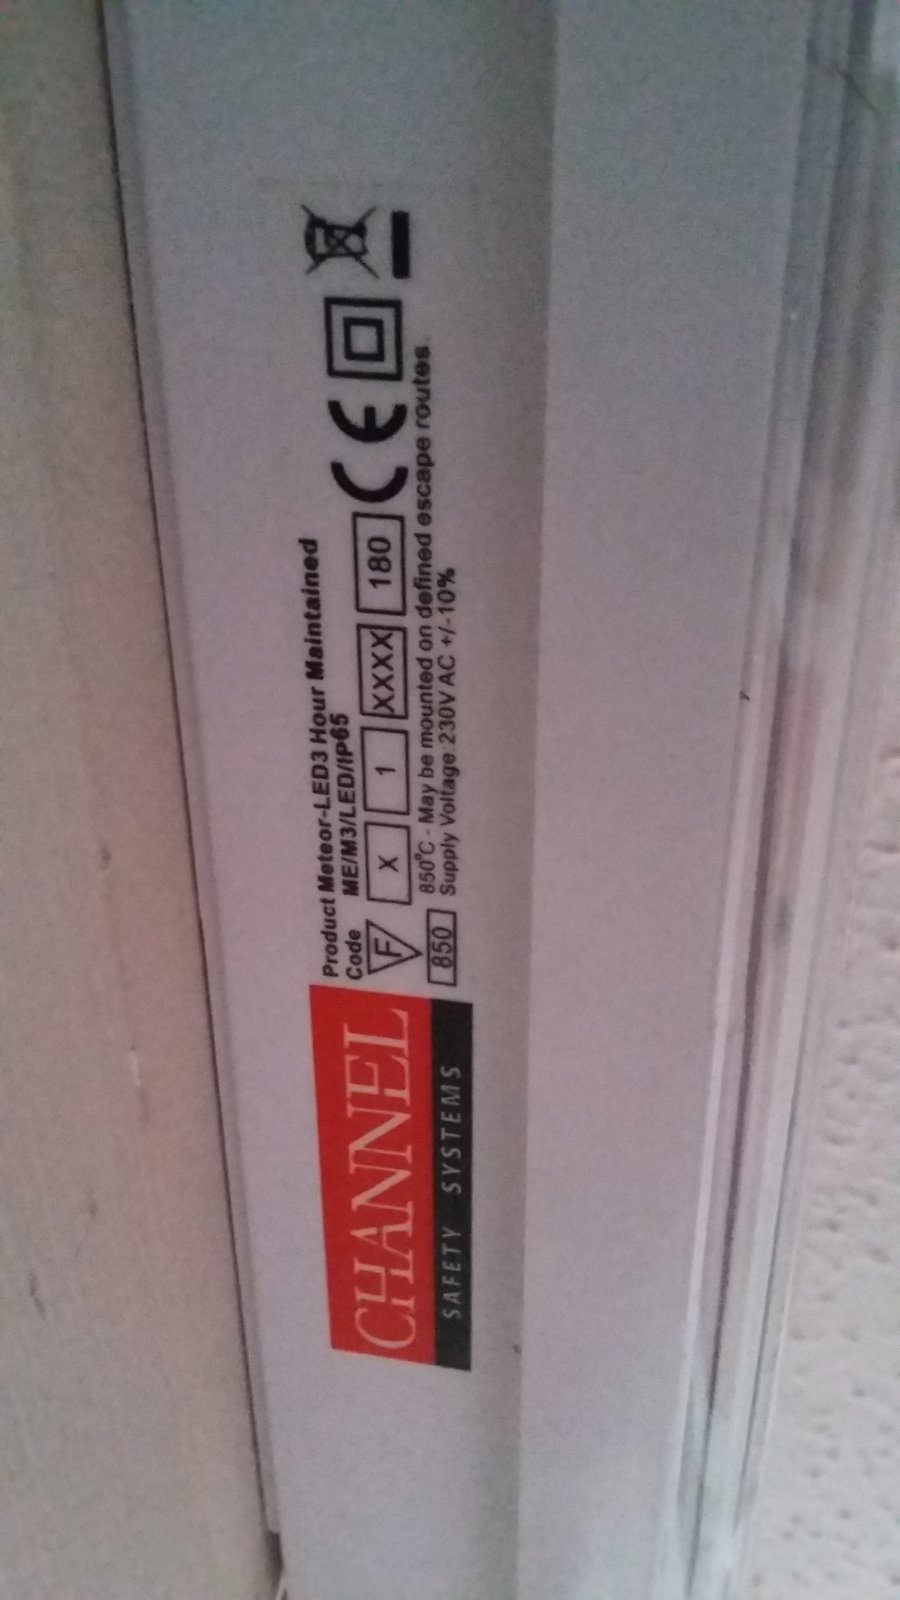 CHANNEL
SAFETY SYSTEMS
Product Meteor-LED3 Hour Maintained
Code ME/M3/LED/IP65
F X 1 XXXX 180 CE
850 850°C - May be mounted on defined escape routes
Supply Voltage 230V AC +/-10%